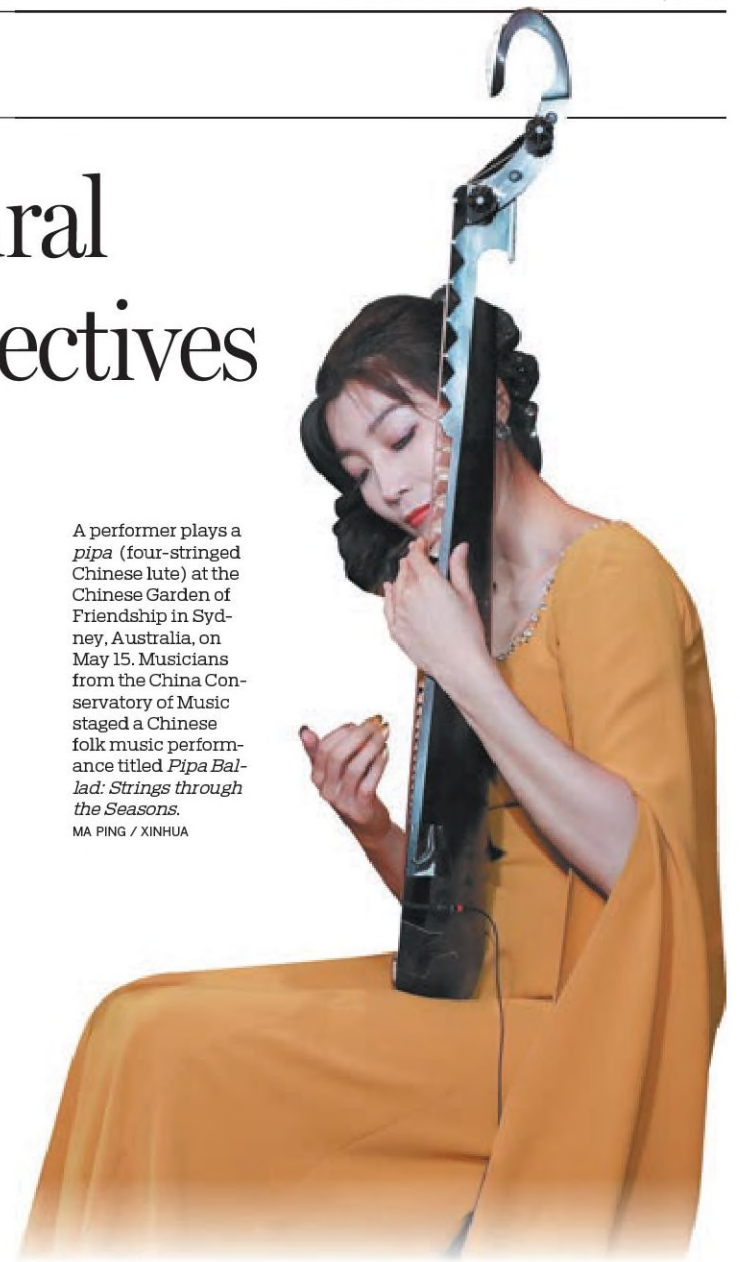 ral
ectives
A performer plays a
pipa (four-stringed
Chinese lute) at the
Chinese Garden of
Friendship in Syd-
ney, Australia, on
May 15. Musicians
from the China Con-
servatory of Music
staged a Chinese
folk music perform-
ance titled Pipa Bal-
lad: Strings through
the Seasons.
MA PING / XINHUA